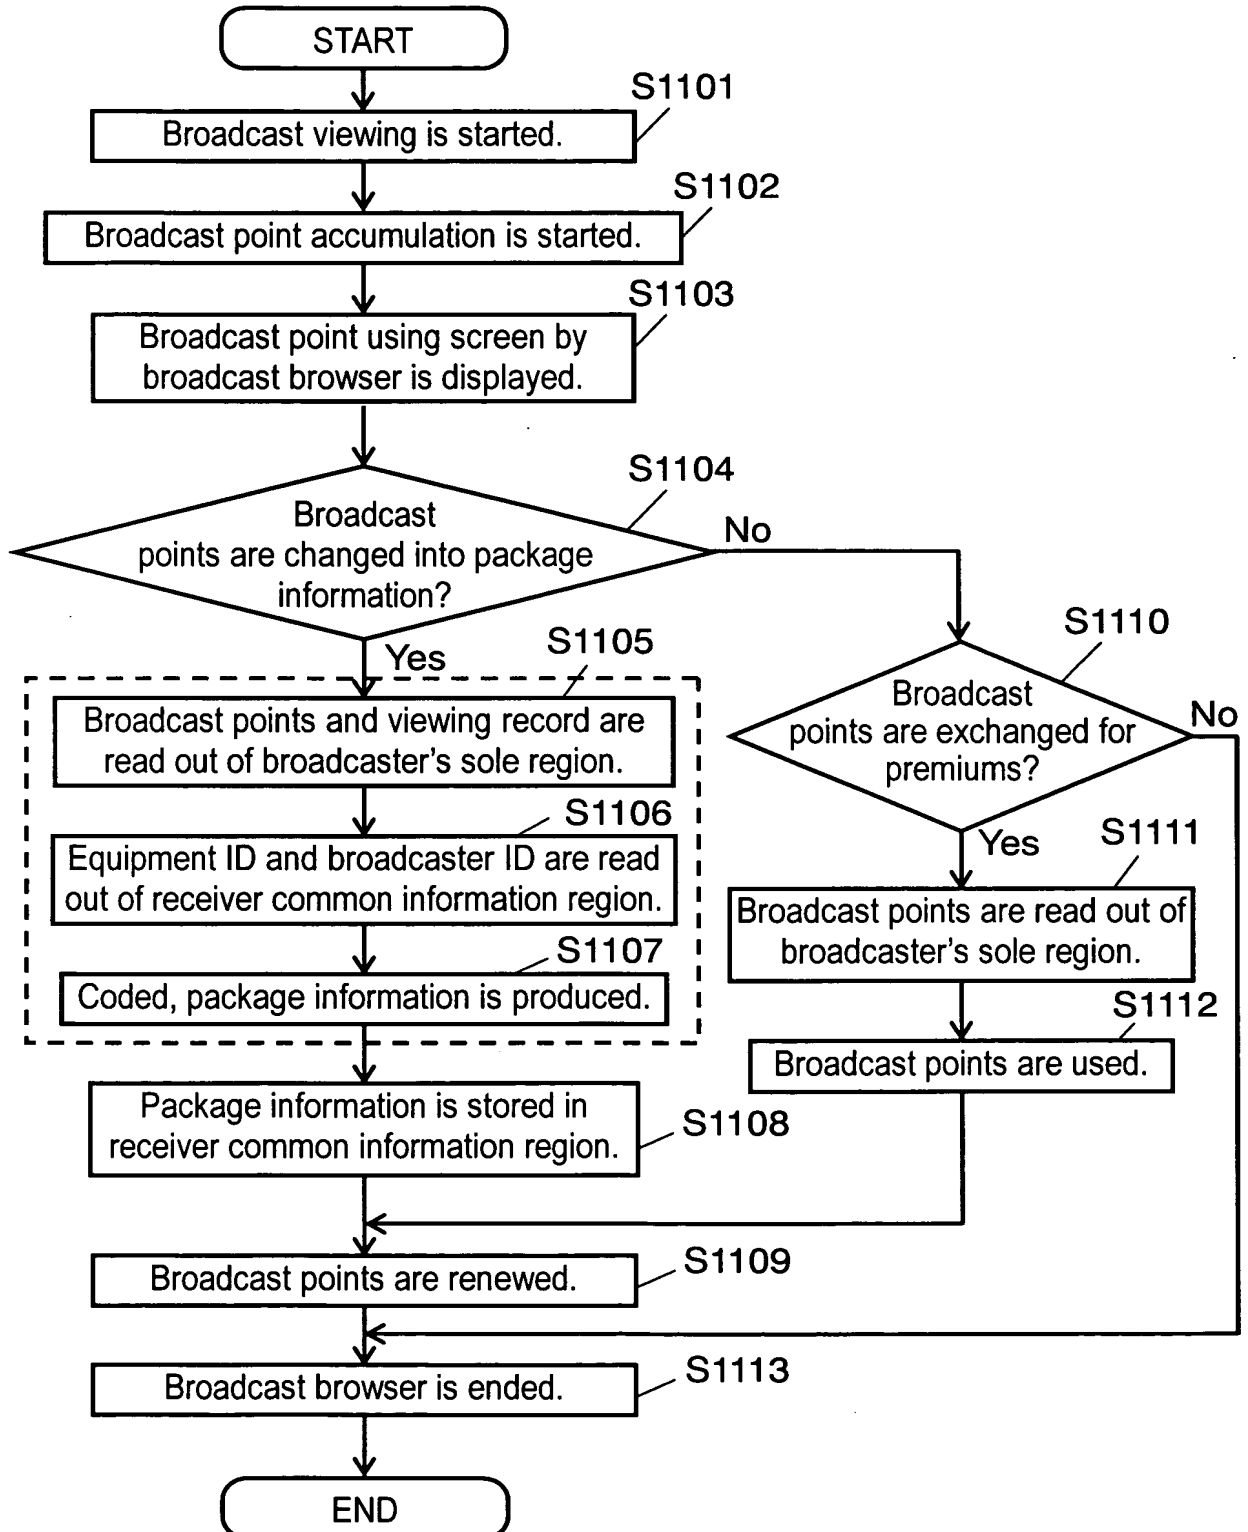 START
S1101
Broadcast viewing is started.
S1102
Broadcast point accumulation is started.
S1103
Broadcast point using screen by
broadcast browser is displayed.
S1104
Broadcast
points are changed into package
information?
No
Yes
S1105
Broadcast points and viewing record are
read out of broadcaster's sole region.
S1106
Equipment ID and broadcaster ID are read
out of receiver common information region.
S1107
Coded, package information is produced.
Package information is stored in
receiver common information region.
S1108
S1110
Broadcast
points are exchanged for
premiums?
No
Yes
S1111
Broadcast points are read out of
broadcaster's sole region.
S1112
Broadcast points are used.
Broadcast points are renewed.
S1109
Broadcast browser is ended.
S1113
END